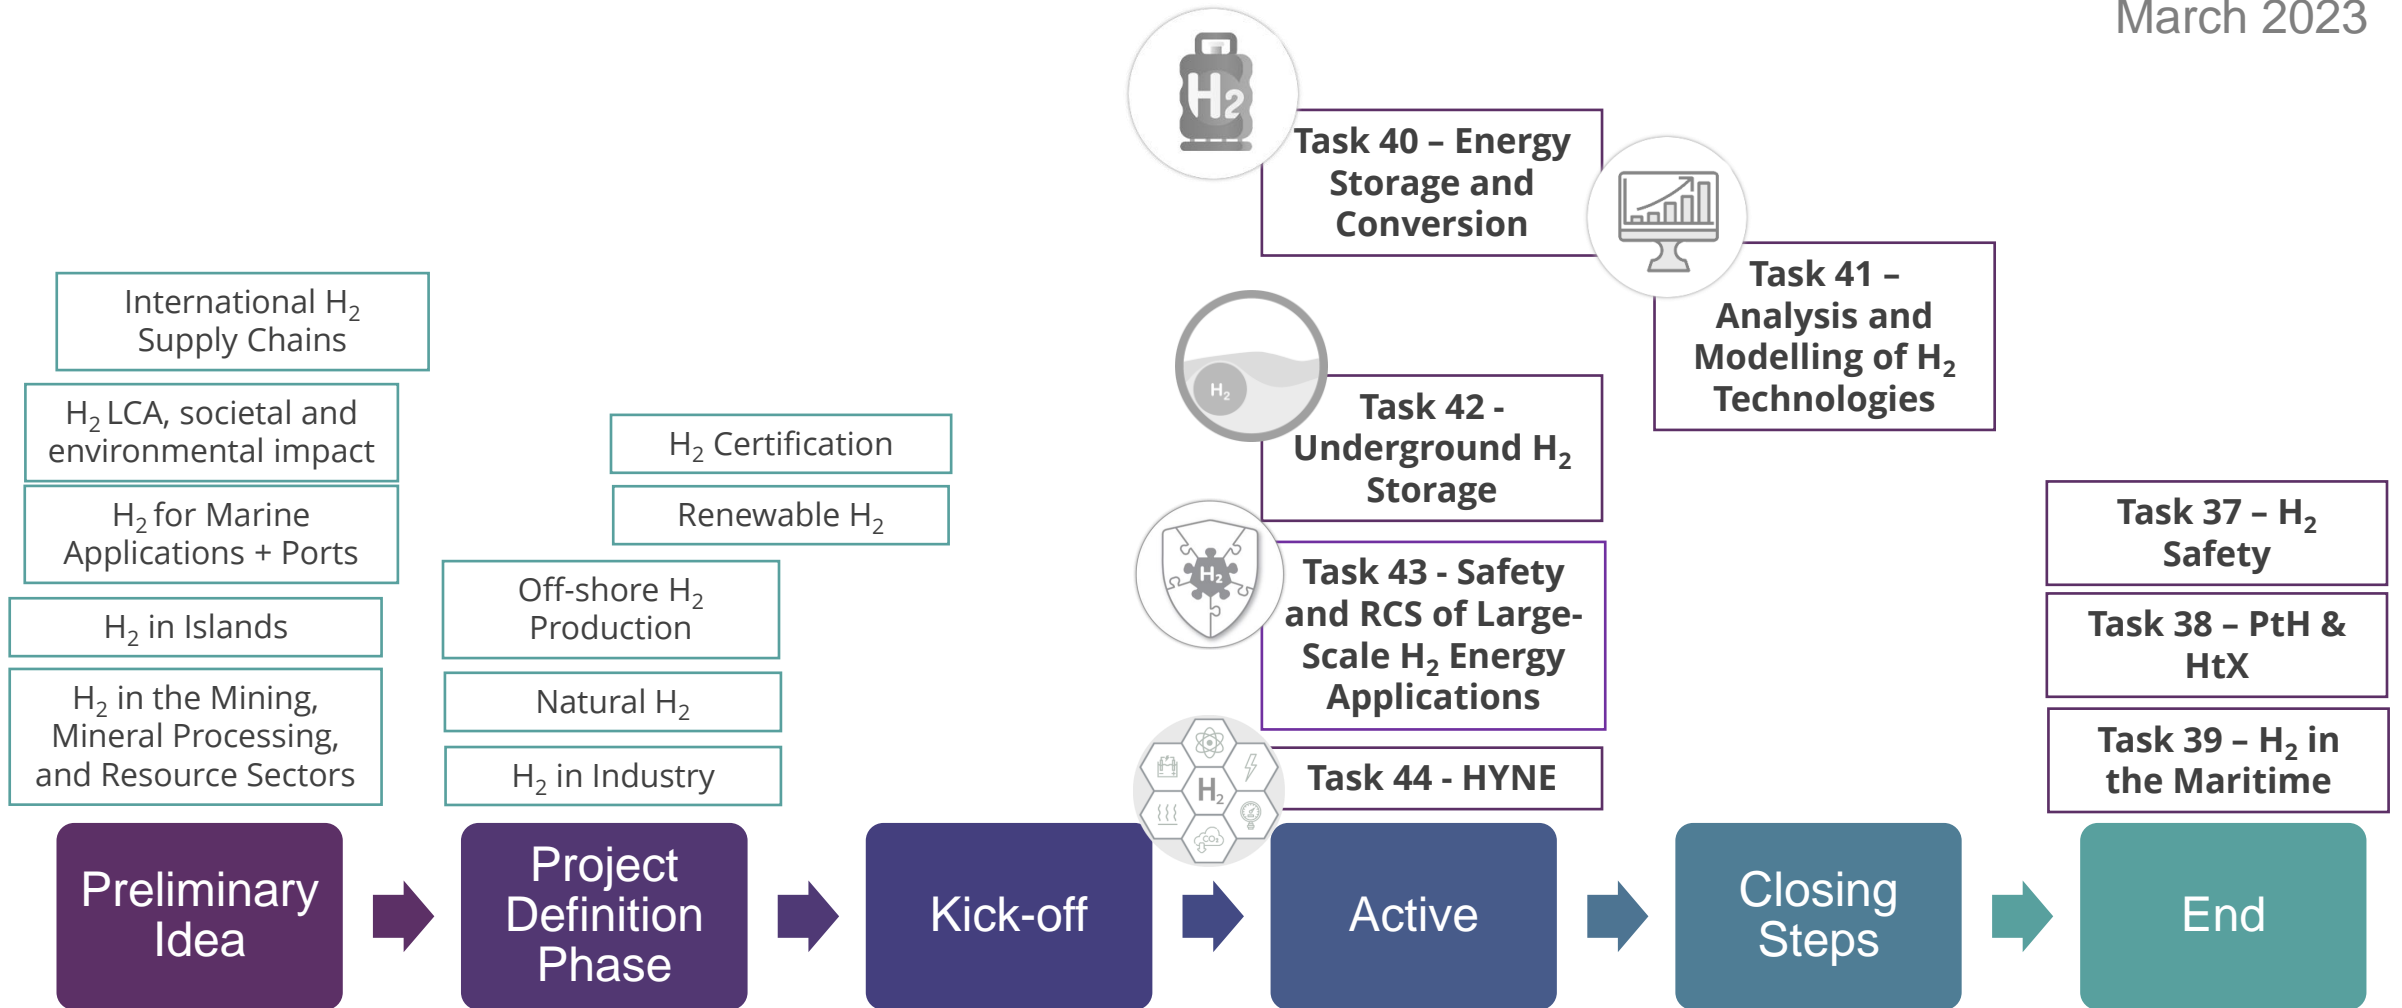 March 2023
H2
Task 40 – Energy
Storage and
Conversion
Task 41 –
Analysis and
Modelling of H2
Technologies
International H2
Supply Chains
H2 LCA, societal and
environmental impact
H2 for Marine
Applications + Ports
H2 in Islands
H2 in the Mining,
Mineral Processing,
and Resource Sectors
H2 Certification
Renewable H2
Off-shore H2
Production
Natural H2
H2 in Industry
H2
Task 42 -
Underground H2
Storage
H2
Task 43 - Safety
and RCS of Large-
Scale H2 Energy
Applications
H2
CO2
Task 44 - HYNE
Task 37 – H2
Safety
Task 38 – PtH &
HtX
Task 39 – H2 in
the Maritime
Preliminary
Idea
Project
Definition
Phase
Kick-off
Active
Closing
Steps
End